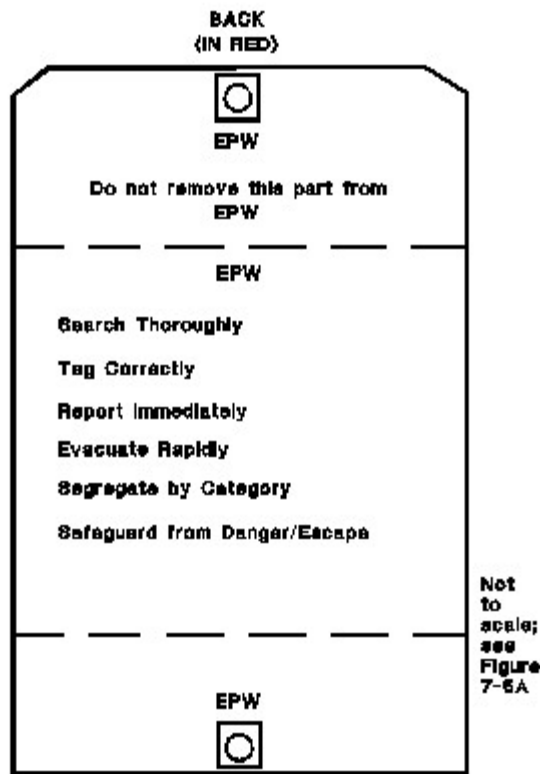 BACK
(IN RED)
EPW
Do not remove this part from
EPW
EPW
Search Thoroughly
Tag Correctly
Report Immediately
Evacuate Rapidly
Segregate by Category
Safeguard from Danger/Escape
Not
to
scale;
see
Figure
7-6A
EPW